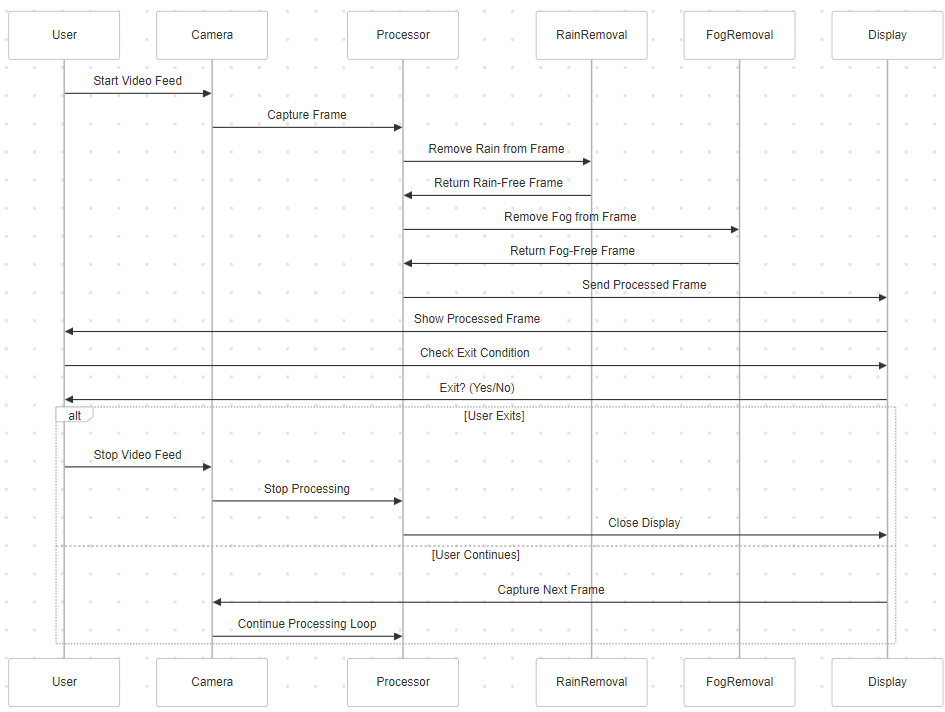 User
Camera
Processor
RainRemoval
FogRemoval
Display
Start Video Feed
Capture Frame
Remove Rain from Frame
Return Rain-Free Frame
Remove Fog from Frame
Return Fog-Free Frame
Send Processed Frame
Show Processed Frame
Check Exit Condition
Exit? (Yes/No)
alt
[User Exits]
Stop Video Feed
Stop Processing
Close Display
[User Continues]
Capture Next Frame
Continue Processing Loop
User
Camera
Processor
RainRemoval
FogRemoval
Display